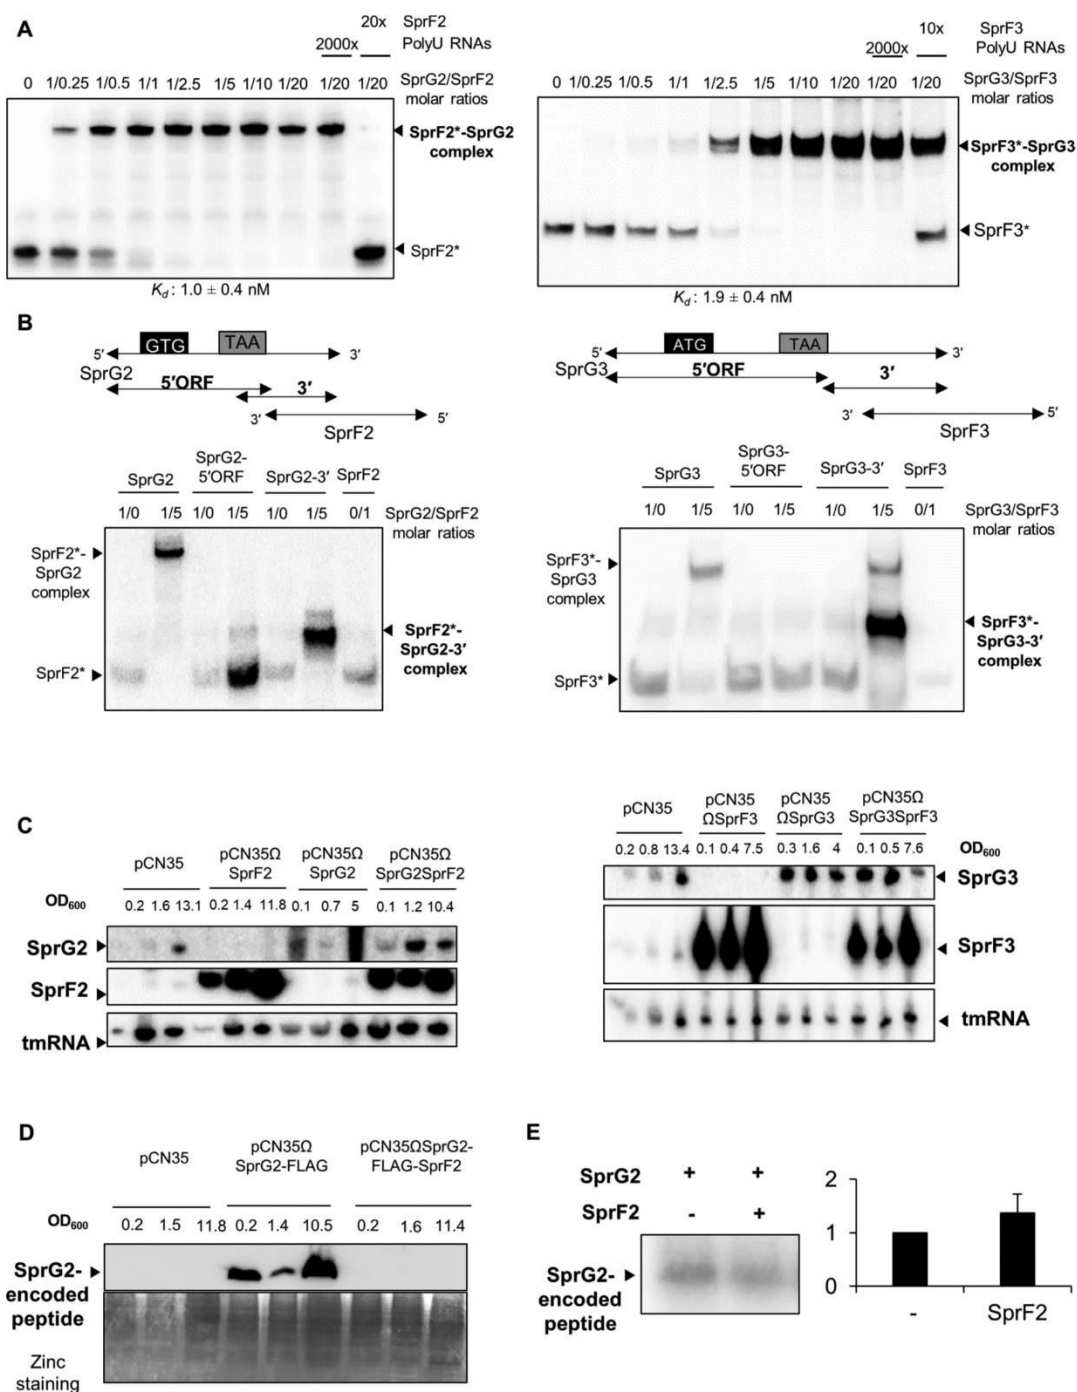 A
20x SprF2
2000x PolyU RNAs
0 1/0.25 1/0.5 1/1 1/2.5 1/5 1/10 1/20 1/20 1/20 SprG2/SprF2
molar ratios
SprF2*-SprG2
complex
SprF2*
Kd : 1.0 ± 0.4 nM
10x SprF3
2000x PolyU RNAs
0 1/0.25 1/0.5 1/1 1/2.5 1/5 1/10 1/20 1/20 1/20 SprG3/SprF3
molar ratios
SprF3*-SprG3
complex
SprF3*
Kd : 1.9 ± 0.4 nM
B
5′ GTG TAA 3′
SprG2
5′ORF 3′
3′ 5′
SprF2
SprG2 SprG2-5′ORF SprG2-3′ SprF2
1/0 1/5 1/0 1/5 1/0 1/5 0/1 SprG2/SprF2
molar ratios
SprF2*-
SprG2
complex
SprF2*-
SprG2-3′
complex
SprF2*
5′ ATG TAA 3′
SprG3
5′ORF 3′
3′ 5′
SprF3
SprG3 SprG3-5′ORF SprG3-3′ SprF3
1/0 1/5 1/0 1/5 1/0 1/5 0/1 SprG3/SprF3
molar ratios
SprF3*-
SprG3
complex
SprF3*-
SprG3-3′
complex
SprF3*
C
pCN35 pCN35Ω SprF2 pCN35Ω SprG2 pCN35Ω SprG2SprF2
OD600 0.2 1.6 13.1 0.2 1.4 11.8 0.1 0.7 5 0.1 1.2 10.4
SprG2
SprF2
tmRNA
pCN35 pCN35 ΩSprF3 pCN35 ΩSprG3 pCN35Ω SprG3SprF3
0.2 0.8 13.4 0.1 0.4 7.5 0.3 1.6 4 0.1 0.5 7.6 OD600
SprG3
SprF3
tmRNA
D
pCN35 pCN35Ω SprG2-FLAG pCN35ΩSprG2-FLAG-SprF2
OD600 0.2 1.5 11.8 0.2 1.4 10.5 0.2 1.6 11.4
SprG2-
encoded
peptide
Zinc
staining
E
SprG2 + +
SprF2 - +
SprG2-
encoded
peptide
2
1
0
- SprF2